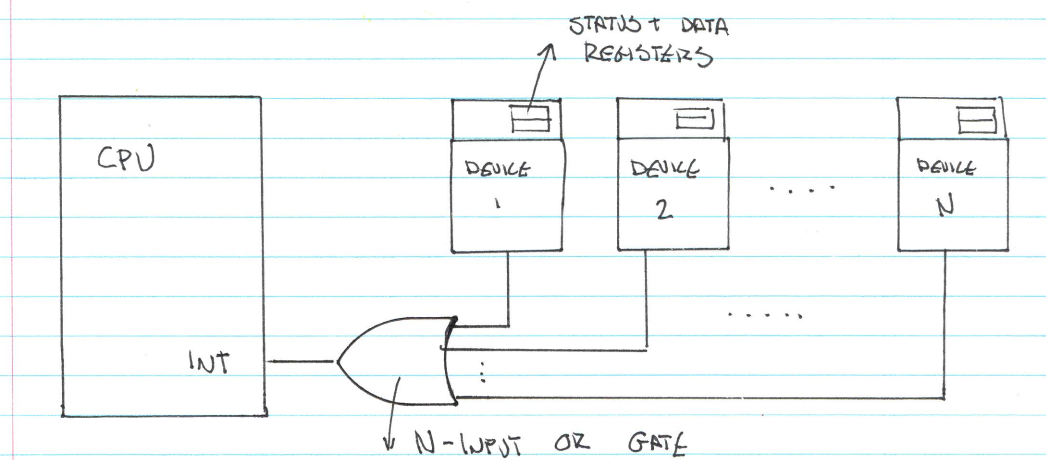 STATUS + DATA
REGISTERS
CPU
DEVICE
1
DEVICE
2
. . . .
DEVICE
N
. . . . .
INT
N-INPUT OR GATE